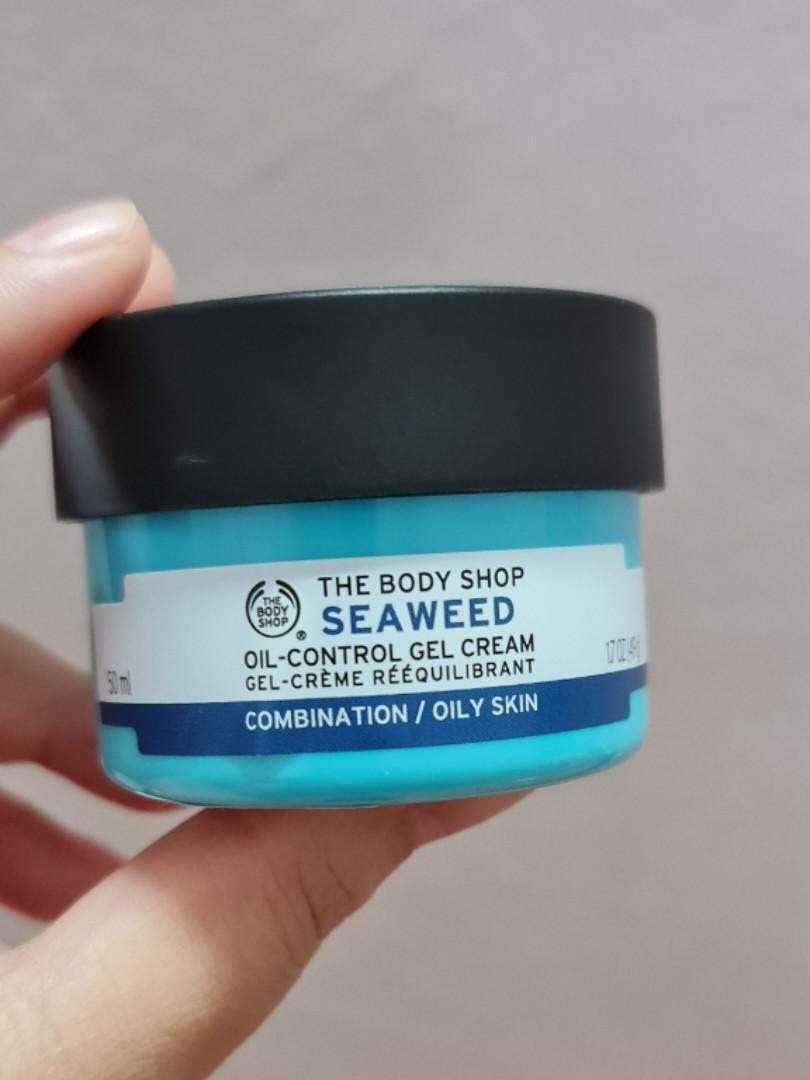 THE
BODY
SHOP
®
THE BODY SHOP
SEAWEED
OIL-CONTROL GEL CREAM
GEL-CRÈME RÉÉQUILIBRANT
COMBINATION / OILY SKIN
50 ml